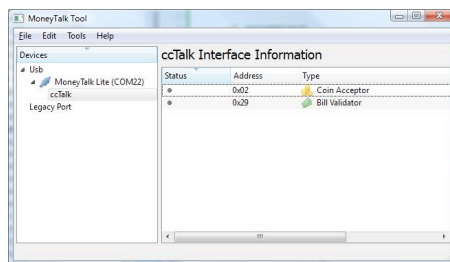 MoneyTalk Tool
File Edit Tools Help
Devices
Usb
MoneyTalk Lite (COM22)
ccTalk
Legacy Port
ccTalk Interface Information
Status Address Type
0x02 Coin Acceptor
0x29 Bill Validator